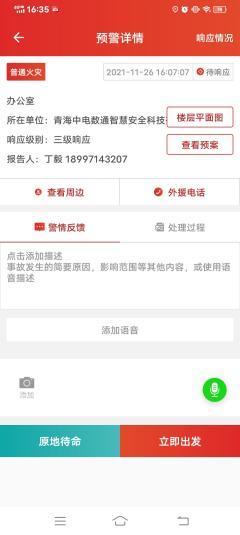 16:35
预警详情
响应情况
普通火灾
2021-11-26 16:07:07
待响应
办公室
所在单位：青海中电数通智慧安全科技
楼层平面图
响应级别：三级响应
查看预案
报告人：丁毅 18997143207
查看周边
外援电话
警情反馈
处理过程
点击添加描述
事故发生的简要原因，影响范围等其他内容，或使用语
音描述
添加语音
添加
原地待命
立即出发